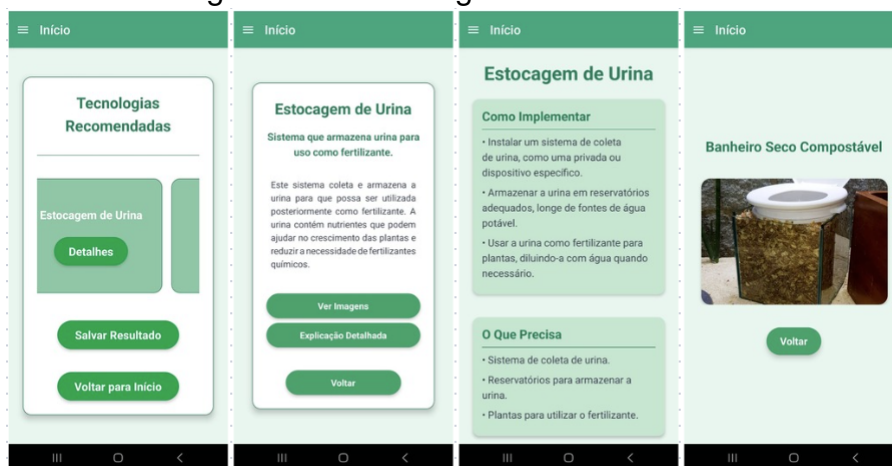 Início
Tecnologias
Recomendadas
Estocagem de Urina
Detalhes
Salvar Resultado
Voltar para Início
Início
Estocagem de Urina
Sistema que armazena urina para
uso como fertilizante.
Este sistema coleta e armazena a
urina para que possa ser utilizada
posteriormente como fertilizante. A
urina contém nutrientes que podem
ajudar no crescimento das plantas e
reduzir a necessidade de fertilizantes
químicos.
Ver Imagens
Explicação Detalhada
Voltar
Início
Estocagem de Urina
Como Implementar
• Instalar um sistema de coleta
de urina, como uma privada ou
dispositivo específico.
• Armazenar a urina em reservatórios
adequados, longe de fontes de água
potável.
• Usar a urina como fertilizante para
plantas, diluindo-a com água quando
necessário.
O Que Precisa
• Sistema de coleta de urina.
• Reservatórios para armazenar a
urina.
• Plantas para utilizar o fertilizante.
Início
Banheiro Seco Compostável
Voltar